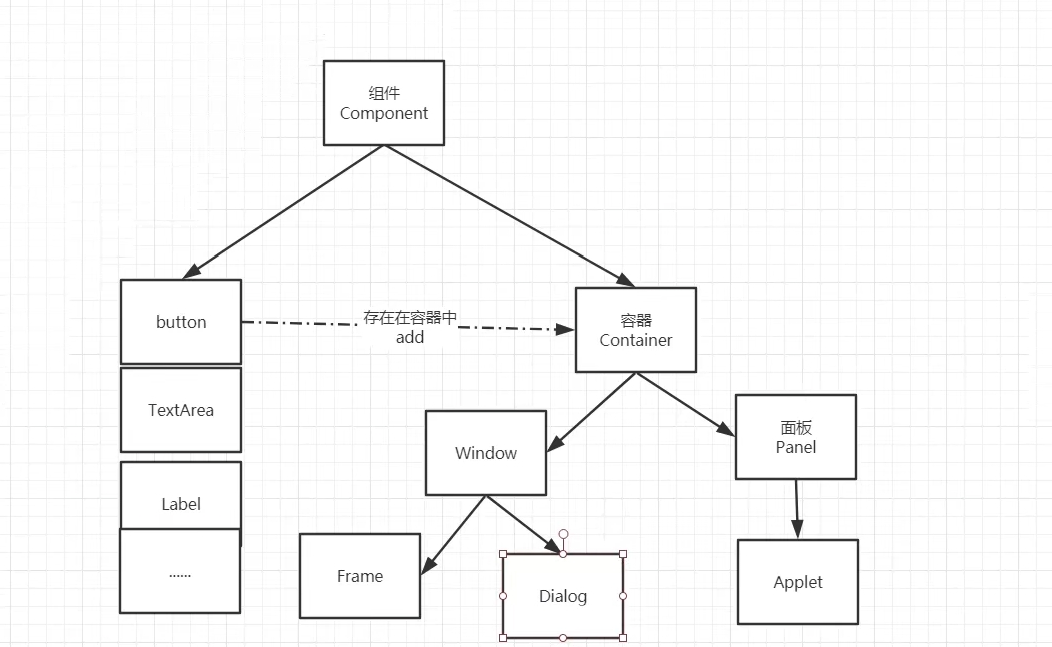 组件
Component
button
存在在容器中
add
容器
Container
TextArea
Window
面板
Panel
Label
......
Frame
Dialog
Applet